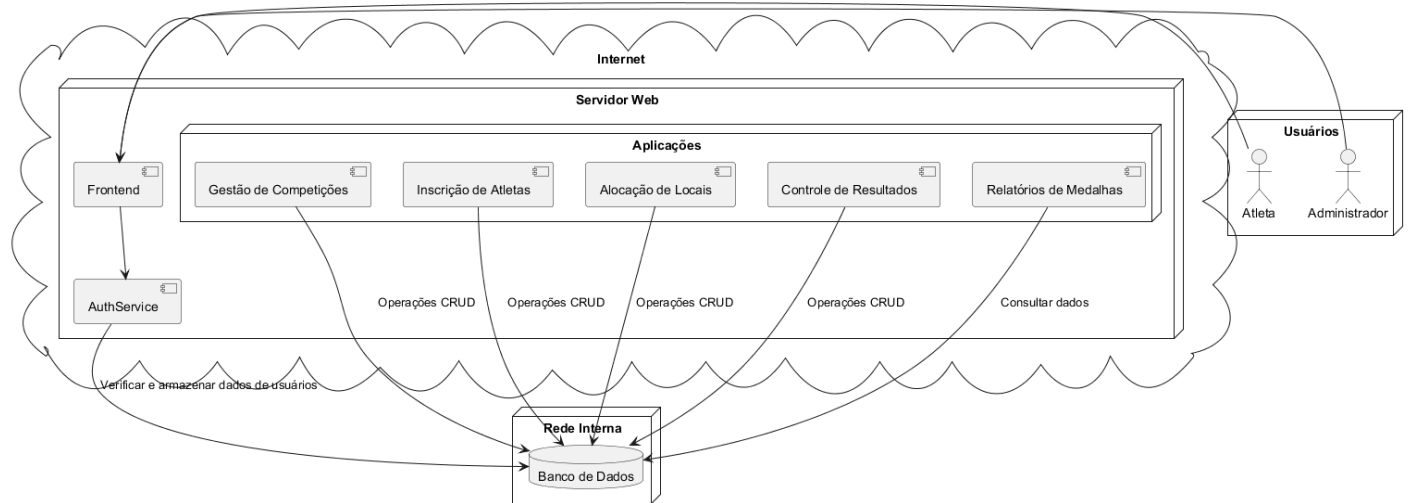 Internet
Servidor Web
Usuários
Aplicações
Frontend
Gestão de Competições
Inscrição de Atletas
Alocação de Locais
Controle de Resultados
Relatórios de Medalhas
Atleta
Administrador
AuthService
Operações CRUD
Operações CRUD
Operações CRUD
Operações CRUD
Consultar dados
Verificar e armazenar dados de usuários
Rede Interna
Banco de Dados